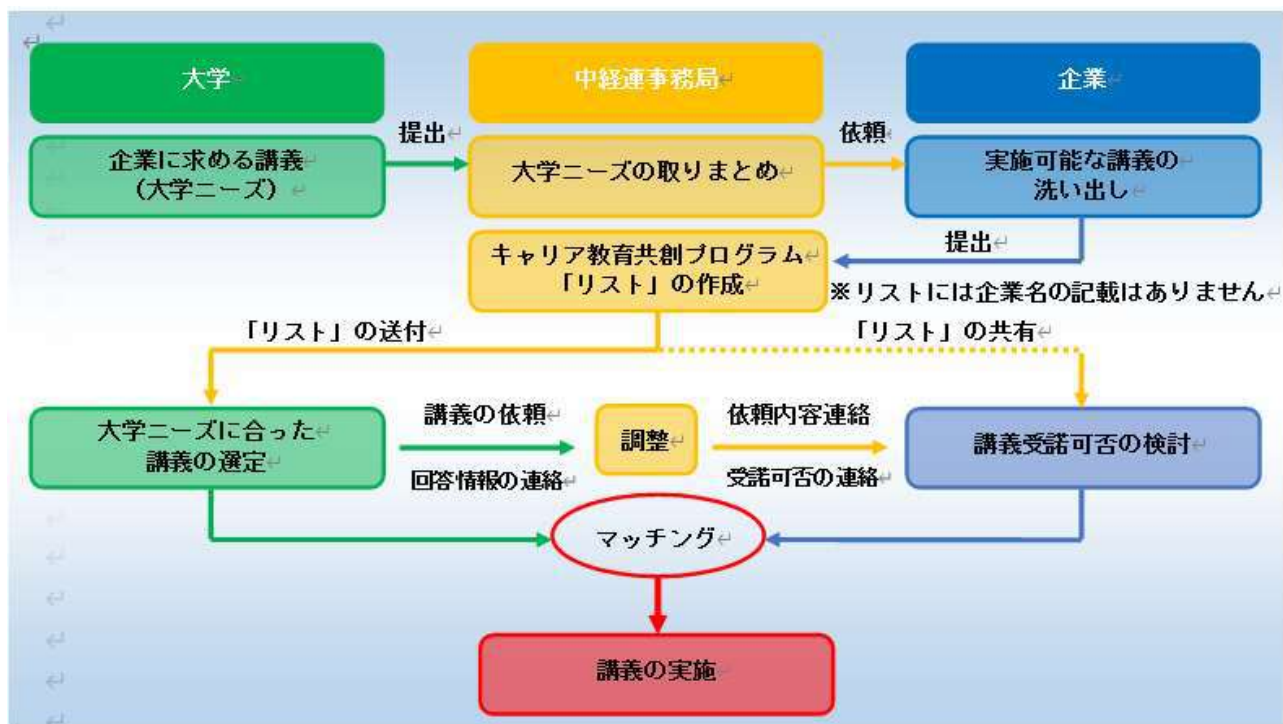 大学
中経連事務局
企業
提出
依頼
企業に求める講義
（大学ニーズ）
大学ニーズの取りまとめ
実施可能な講義の
洗い出し
提出
キャリア教育共創プログラム
「リスト」の作成
※リストには企業名の記載はありません
「リスト」の送付
「リスト」の共有
大学ニーズに合った
講義の選定
講義の依頼
回答情報の連絡
調整
依頼内容連絡
受諾可否の連絡
講義受諾可否の検討
マッチング
講義の実施